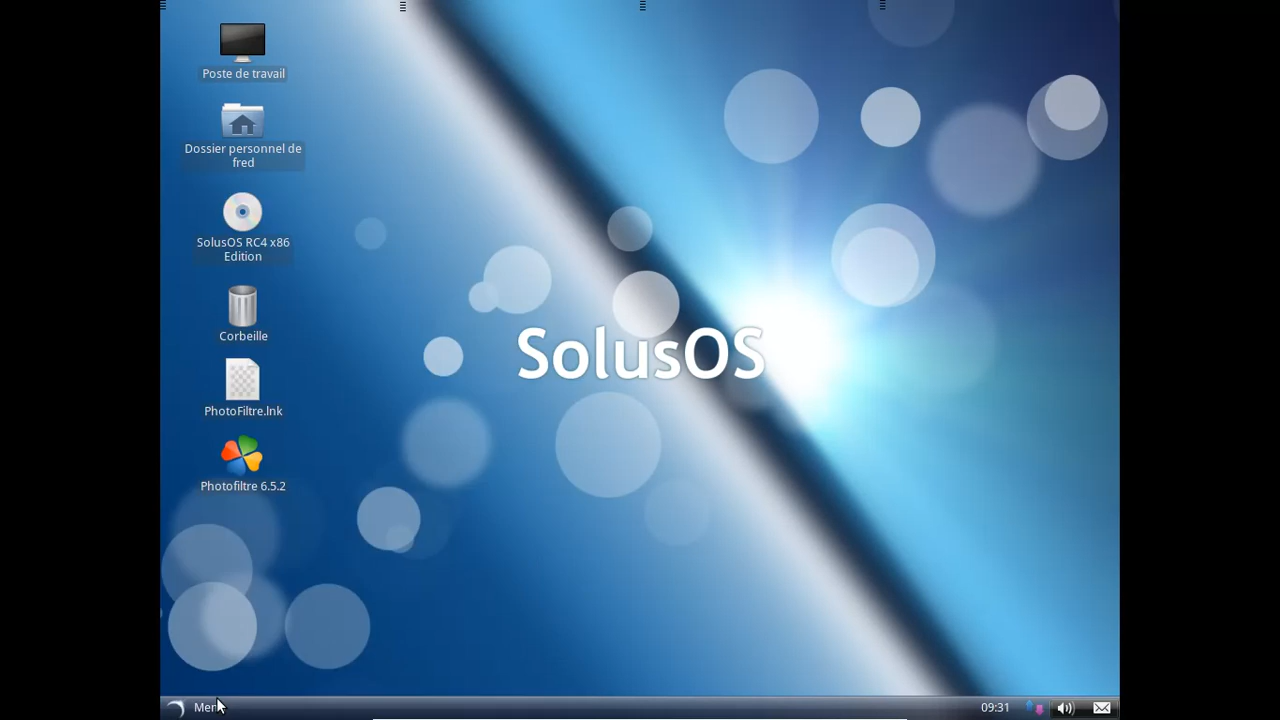 Poste de travail
Dossier personnel de
fred
SolusOS RC4 x86
Edition
Corbeille
PhotoFiltre.lnk
Photofiltre 6.5.2
SolusOS
Men
09:31